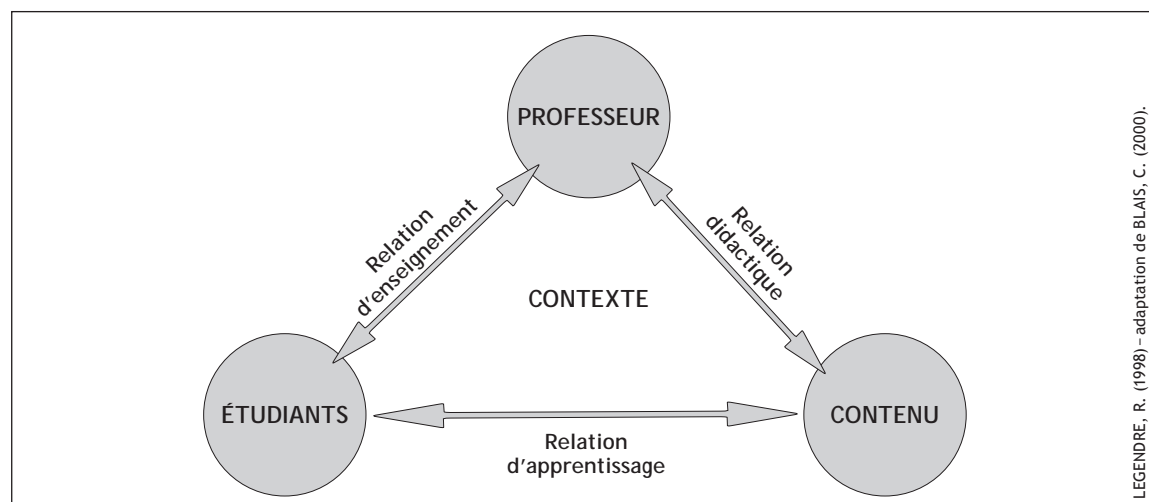 PROFESSEUR
Relation
d'enseignement
Relation
didactique
CONTEXTE
ÉTUDIANTS
CONTENU
Relation
d'apprentissage
LEGENDRE, R. (1998) – adaptation de BLAIS, C. (2000).